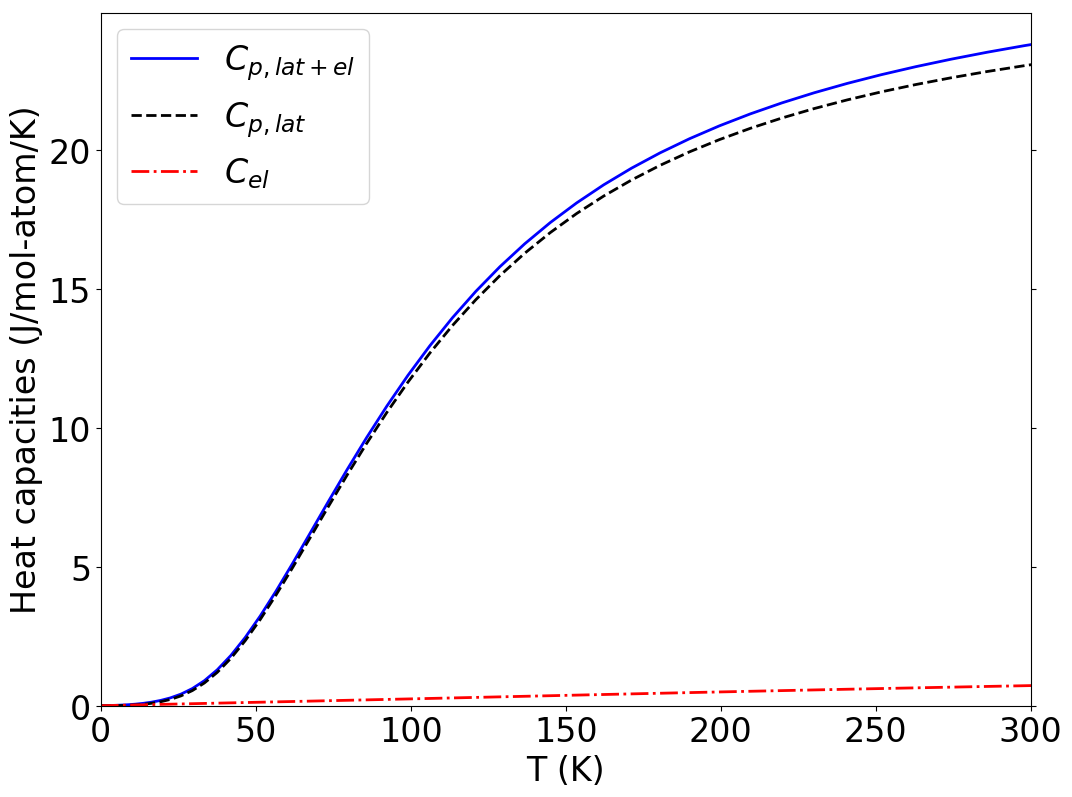 C_{p, lat + el}
C_{p, lat}
C_{el}
Heat capacities (J/mol-atom/K)
20
15
10
5
0
0 50 100 150 200 250 300
T (K)